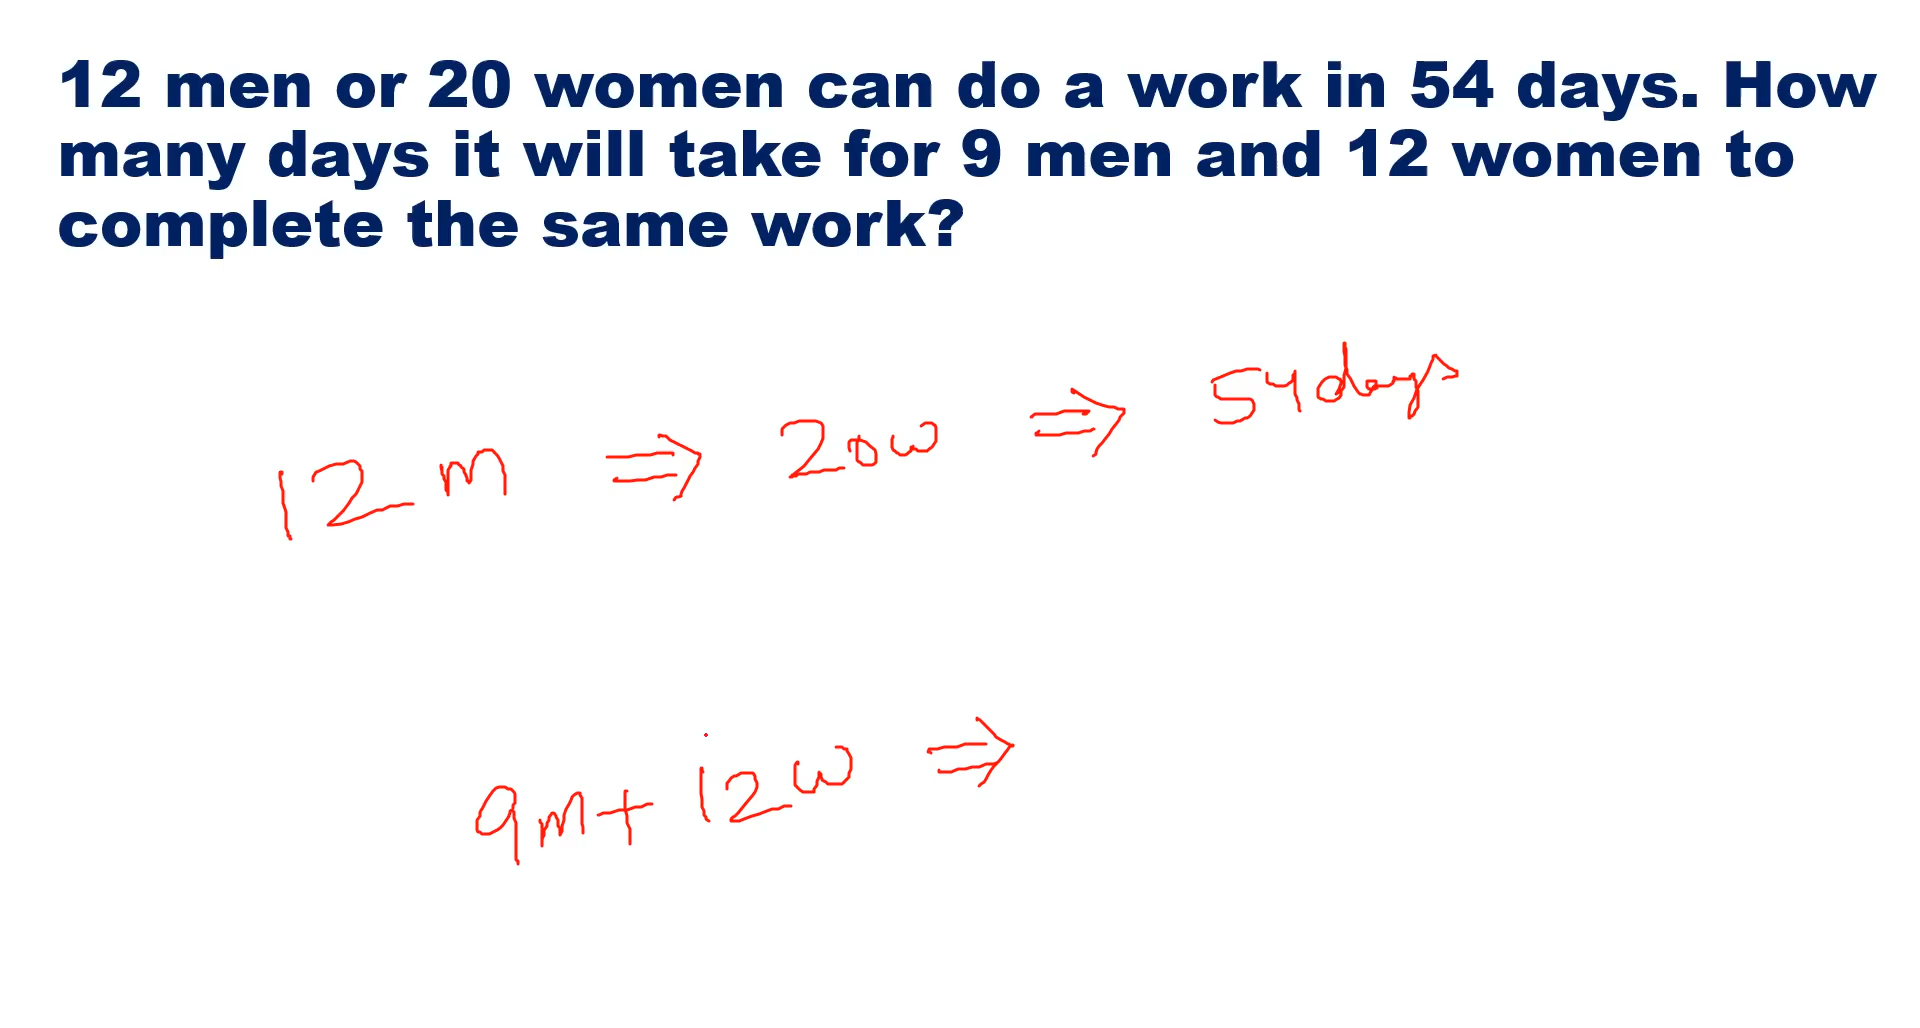 12 men or 20 women can do a work in 54 days. How
many days it will take for 9 men and 12 women to
complete the same work?
12 m ⇒ 20w ⇒ 54 days
9m + 12w ⇒